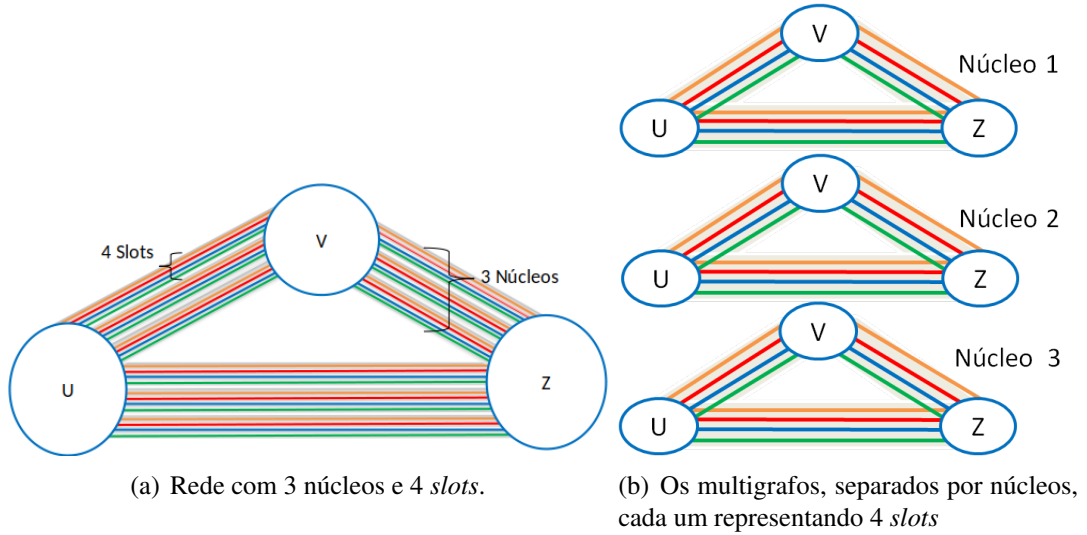 V
4 Slots
3 Núcleos
U
Z
(a) Rede com 3 núcleos e 4 slots.
V
Núcleo 1
U
Z
V
Núcleo 2
U
Z
V
Núcleo 3
U
Z
(b) Os multigrafos, separados por núcleos,
cada um representando 4 slots